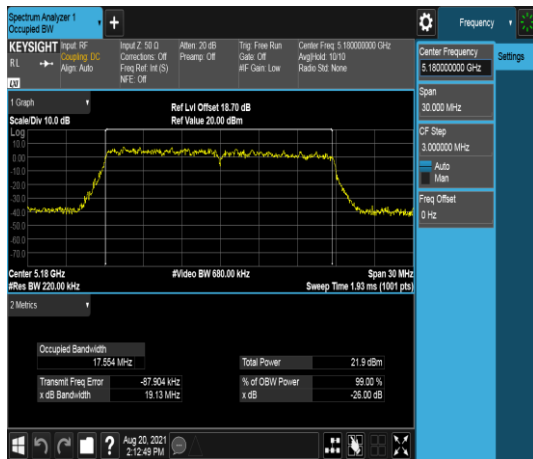 Spectrum Analyzer 1
Occupied BW
+
Frequency
KEYSIGHT
RL
LXI
Input: RF
Coupling: DC
Align: Auto
Input Z: 50 Ω
Corrections: Off
Freq Ref: Int (S)
NFE: Off
Atten: 20 dB
Preamp: Off
Trig: Free Run
Gate: Off
#IF Gain: Low
Center Freq: 5.180000000 GHz
Avg|Hold: 10/10
Radio Std: None
Center Frequency
5.180000000 GHz
Settings
Span
30.000 MHz
CF Step
3.000000 MHz
Auto
Man
Freq Offset
0 Hz
1 Graph
Scale/Div 10.0 dB
Ref Lvl Offset 18.70 dB
Ref Value 20.00 dBm
Log
10.0
0.00
-10.0
-20.0
-30.0
-40.0
-50.0
-60.0
-70.0
Center 5.18 GHz
#Res BW 220.00 kHz
#Video BW 680.00 kHz
Span 30 MHz
Sweep Time 1.93 ms (1001 pts)
2 Metrics
Occupied Bandwidth
17.554 MHz
Total Power 21.9 dBm
Transmit Freq Error -87.904 kHz
% of OBW Power 99.00 %
x dB Bandwidth 19.13 MHz
x dB -26.00 dB
?
Aug 20, 2021
2:12:49 PM